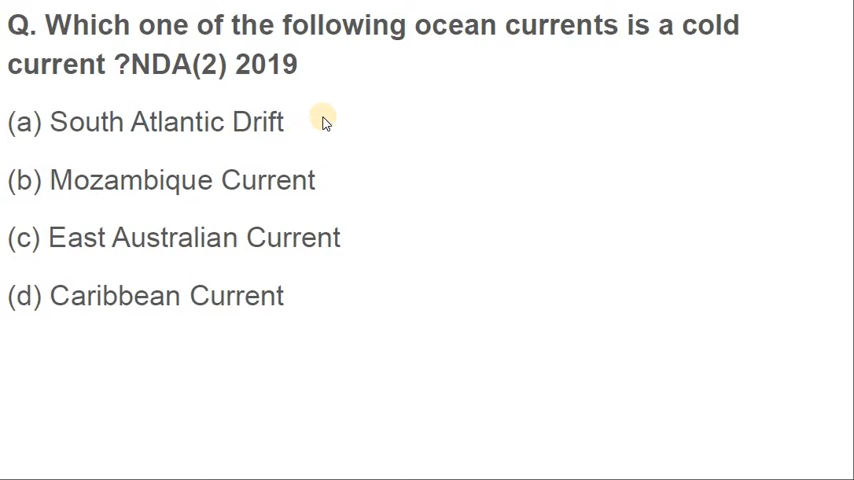 Q. Which one of the following ocean currents is a cold
current ?NDA(2) 2019
(a) South Atlantic Drift
(b) Mozambique Current
(c) East Australian Current
(d) Caribbean Current